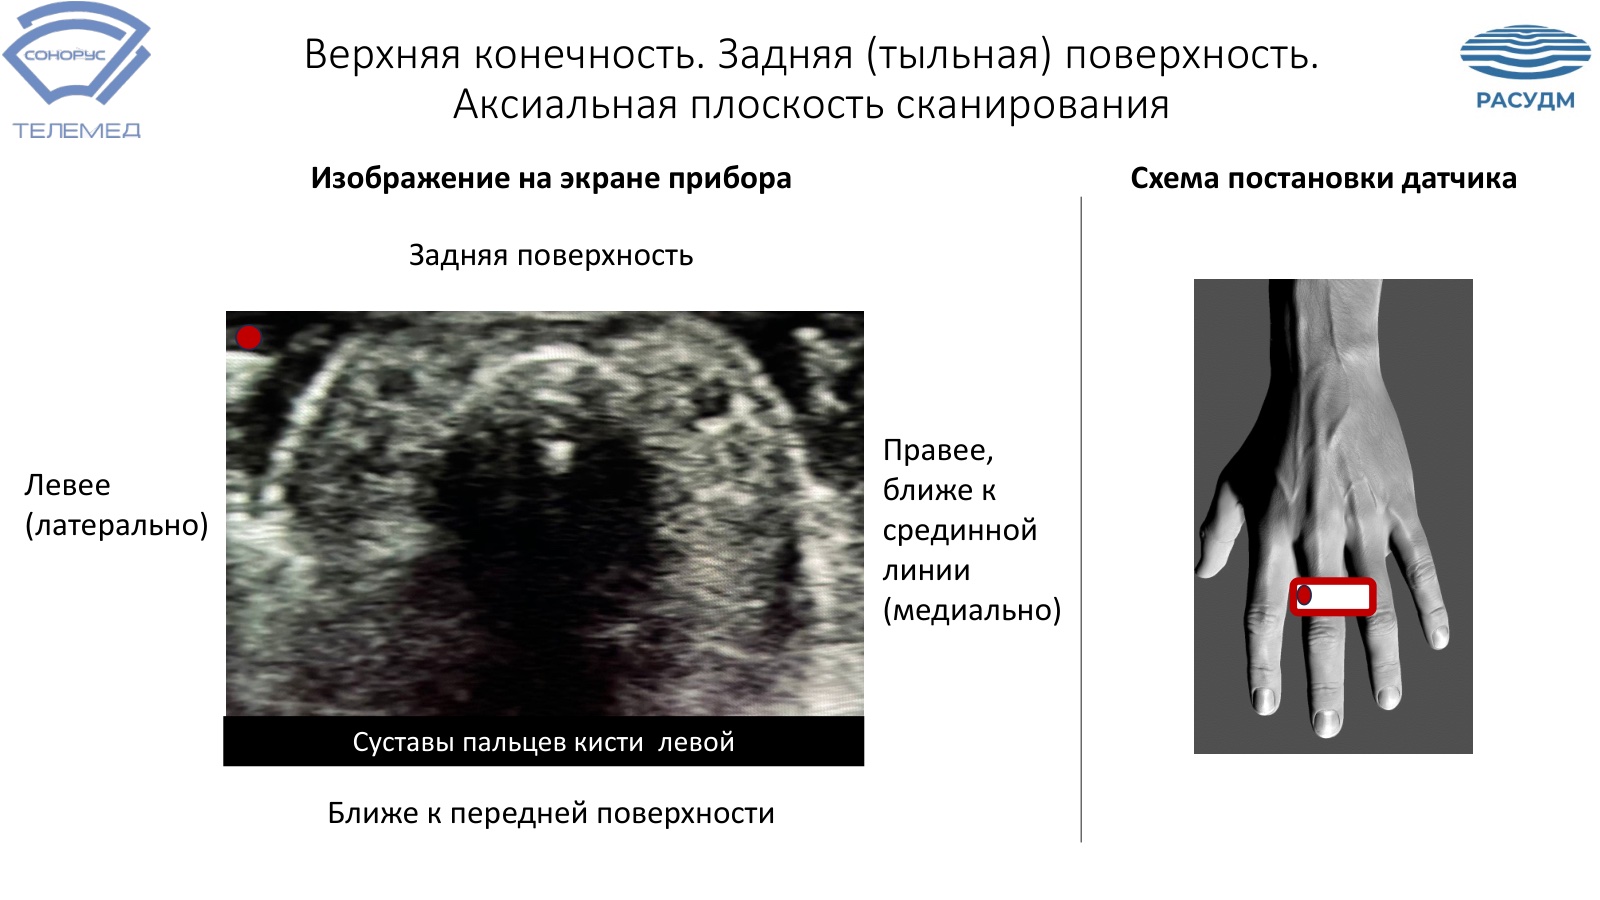 СОНОРУС
ТЕЛЕМЕД
Верхняя конечность. Задняя (тыльная) поверхность.
Аксиальная плоскость сканирования
РАСУДМ
Изображение на экране прибора
Задняя поверхность
Левее
(латерально)
Правее,
ближе к
срединной
линии
(медиально)
Суставы пальцев кисти левой
Ближе к передней поверхности
Схема постановки датчика